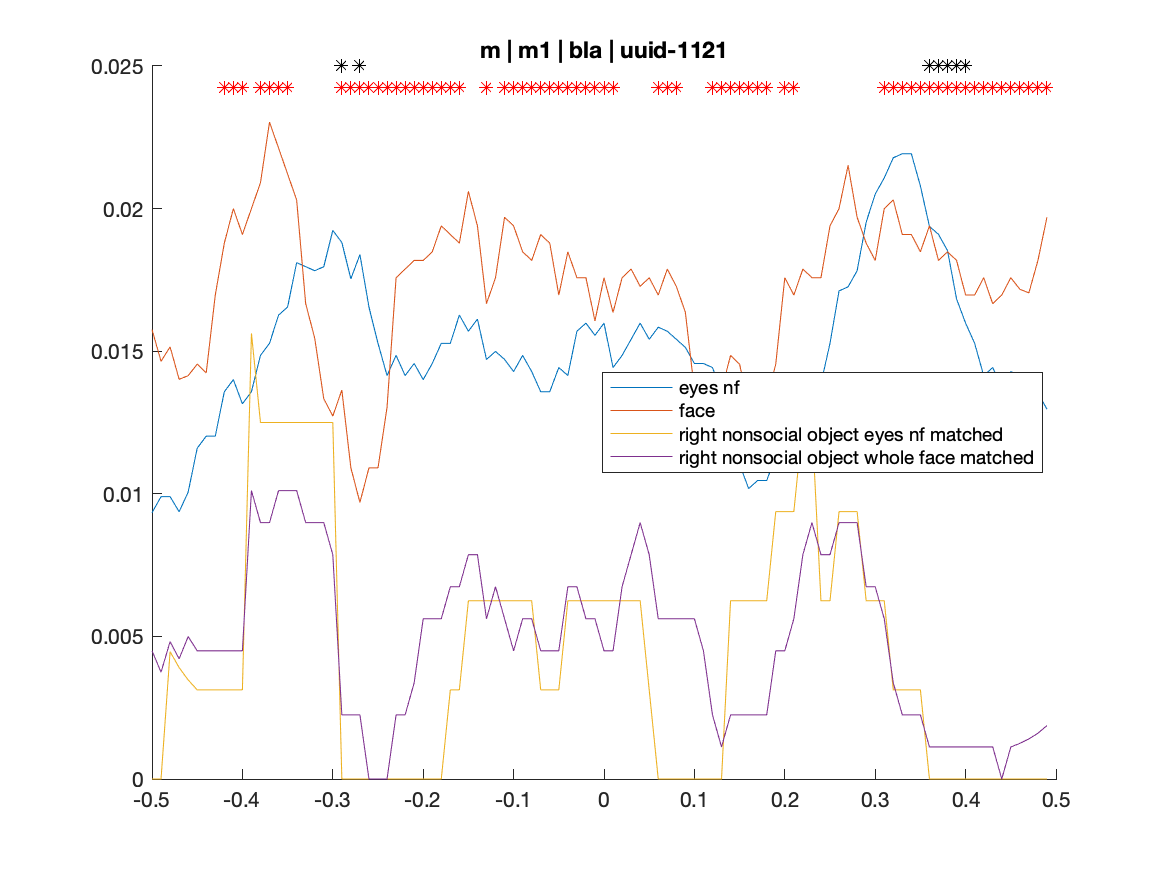 m | m1 | bla | uuid-1121
0.025
0.02
0.015
0.01
0.005
0
eyes nf
face
right nonsocial object eyes nf matched
right nonsocial object whole face matched
-0.5 -0.4 -0.3 -0.2 -0.1 0 0.1 0.2 0.3 0.4 0.5